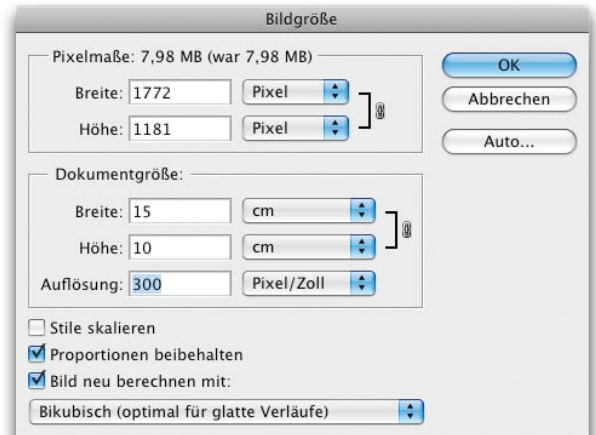 Bildgröße
Pixelmaße: 7,98 MB (war 7,98 MB)
Breite: 1772 Pixel
Höhe: 1181 Pixel
OK
Abbrechen
Auto...
Dokumentgröße:
Breite: 15 cm
Höhe: 10 cm
Auflösung: 300 Pixel/Zoll
Stile skalieren
Proportionen beibehalten
Bild neu berechnen mit:
Bikubisch (optimal für glatte Verläufe)